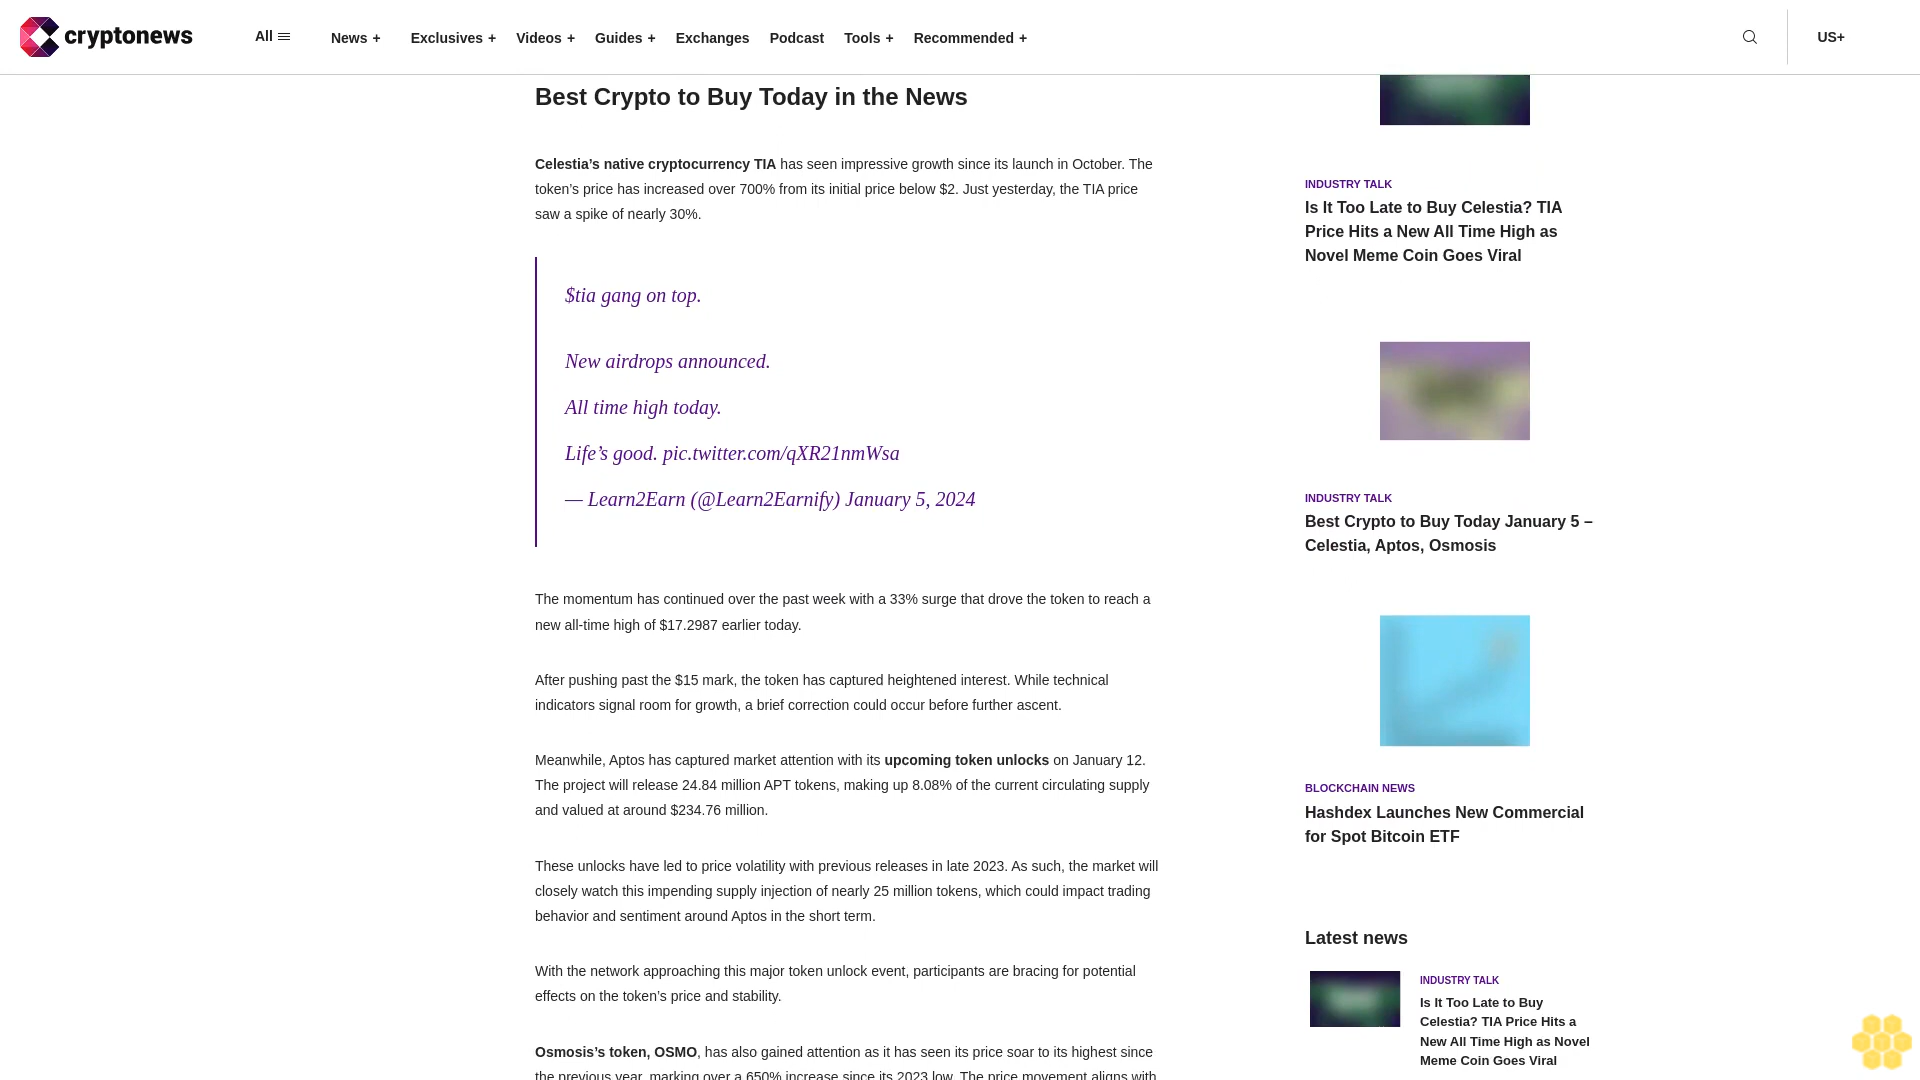 cryptonews
All
News +
Exclusives +
Videos +
Guides +
Exchanges
Podcast
Tools +
Recommended +
US+
Best Crypto to Buy Today in the News
Celestia’s native cryptocurrency TIA has seen impressive growth since its launch in October. The
token’s price has increased over 700% from its initial price below $2. Just yesterday, the TIA price
saw a spike of nearly 30%.
$tia gang on top.
New airdrops announced.
All time high today.
Life’s good. pic.twitter.com/qXR21nmWsa
— Learn2Earn (@Learn2Earnify) January 5, 2024
The momentum has continued over the past week with a 33% surge that drove the token to reach a
new all-time high of $17.2987 earlier today.
After pushing past the $15 mark, the token has captured heightened interest. While technical
indicators signal room for growth, a brief correction could occur before further ascent.
Meanwhile, Aptos has captured market attention with its upcoming token unlocks on January 12.
The project will release 24.84 million APT tokens, making up 8.08% of the current circulating supply
and valued at around $234.76 million.
These unlocks have led to price volatility with previous releases in late 2023. As such, the market will
closely watch this impending supply injection of nearly 25 million tokens, which could impact trading
behavior and sentiment around Aptos in the short term.
With the network approaching this major token unlock event, participants are bracing for potential
effects on the token’s price and stability.
Osmosis’s token, OSMO, has also gained attention as it has seen its price soar to its highest since
the previous year, marking over a 650% increase since its 2023 low. The price movement aligns with
INDUSTRY TALK
Is It Too Late to Buy Celestia? TIA
Price Hits a New All Time High as
Novel Meme Coin Goes Viral
INDUSTRY TALK
Best Crypto to Buy Today January 5 –
Celestia, Aptos, Osmosis
BLOCKCHAIN NEWS
Hashdex Launches New Commercial
for Spot Bitcoin ETF
Latest news
INDUSTRY TALK
Is It Too Late to Buy
Celestia? TIA Price Hits a
New All Time High as Novel
Meme Coin Goes Viral